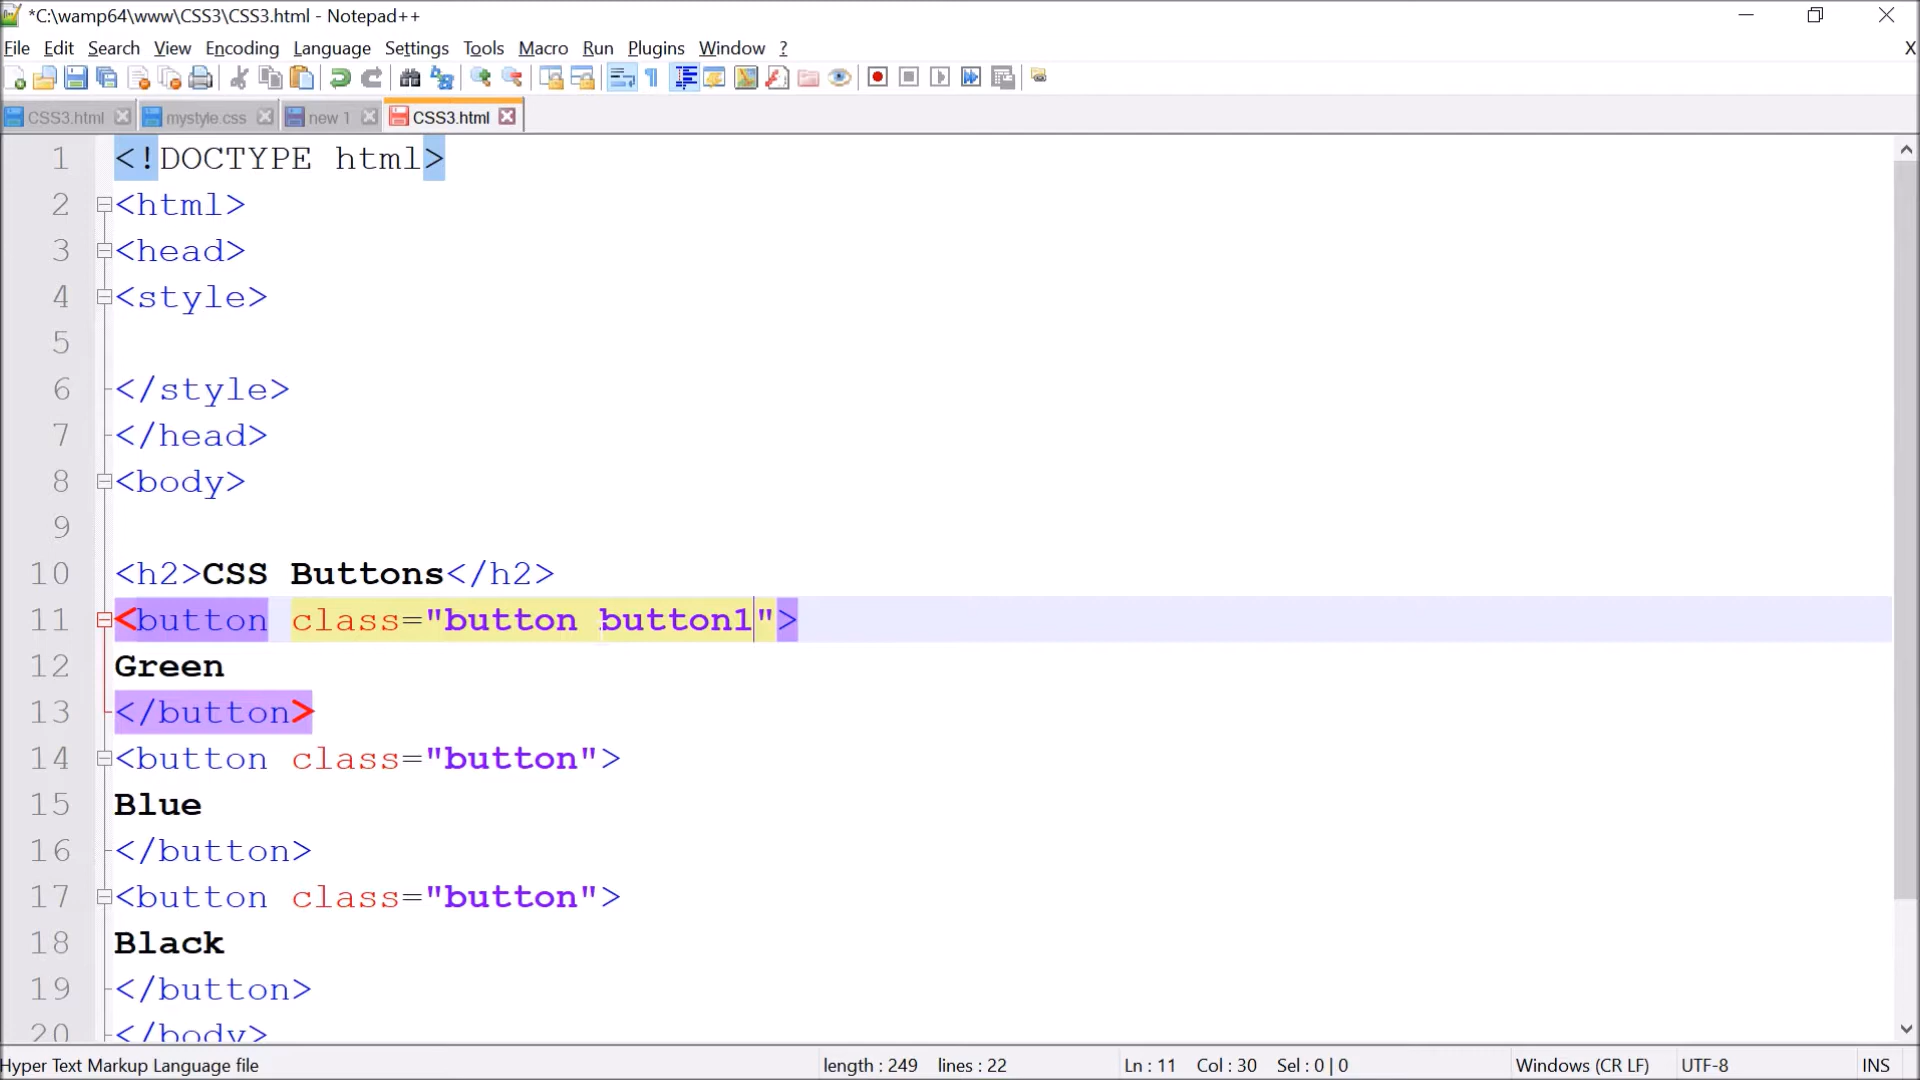 *C:\wamp64\www\CSS3\CSS3.html - Notepad++
File Edit Search View Encoding Language Settings Tools Macro Run Plugins Window ? X
CSS3.html mystyle.css new 1 CSS3.html
1 <!DOCTYPE html>
2 <html>
3 <head>
4 <style>
5
6 </style>
7 </head>
8 <body>
9
10 <h2>CSS Buttons</h2>
11 <button class="button button1">
12 Green
13 </button>
14 <button class="button">
15 Blue
16 </button>
17 <button class="button">
18 Black
19 </button>
20 </body>
Hyper Text Markup Language file length : 249 lines : 22 Ln : 11 Col : 30 Sel : 0 | 0 Windows (CR LF) UTF-8 INS